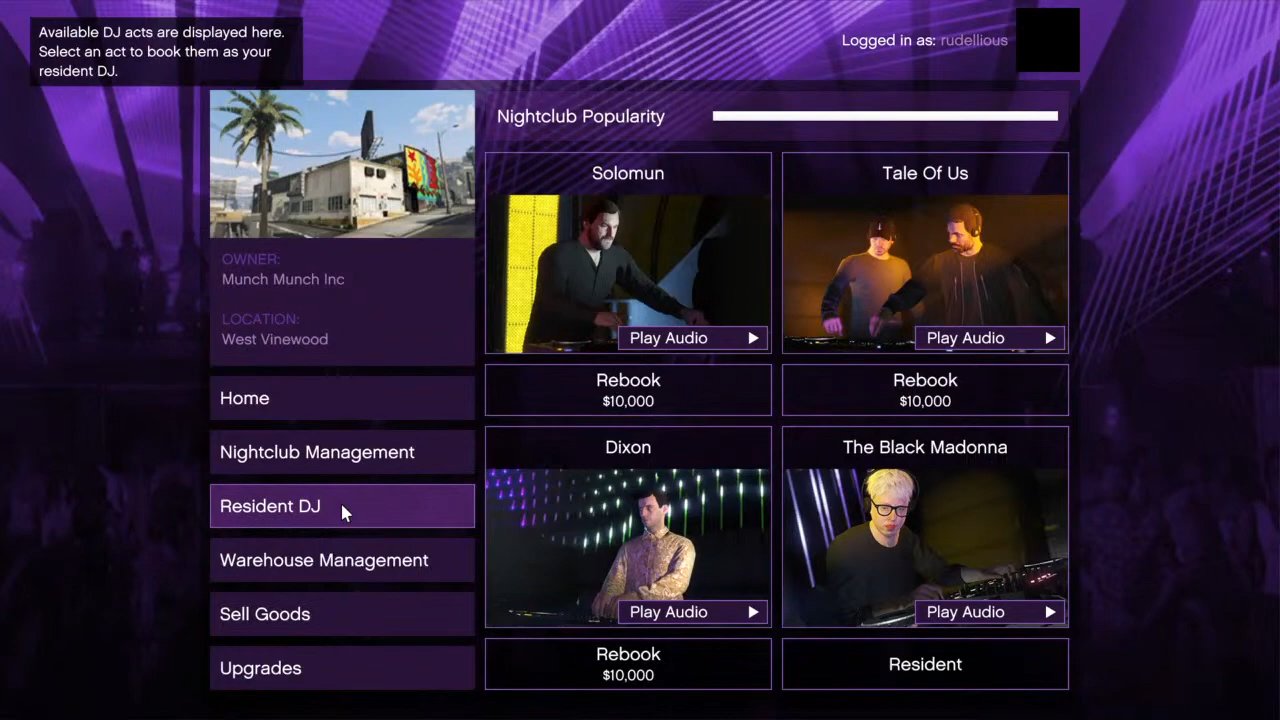 Available DJ acts are displayed here.
Select an act to book them as your
resident DJ.
Logged in as: rudellious
OWNER:
Munch Munch Inc
LOCATION:
West Vinewood
Home
Nightclub Management
Resident DJ
Warehouse Management
Sell Goods
Upgrades
Nightclub Popularity
Solomun
Play Audio
Rebook
$10,000
Tale Of Us
Play Audio
Rebook
$10,000
Dixon
Play Audio
Rebook
$10,000
The Black Madonna
Play Audio
Resident